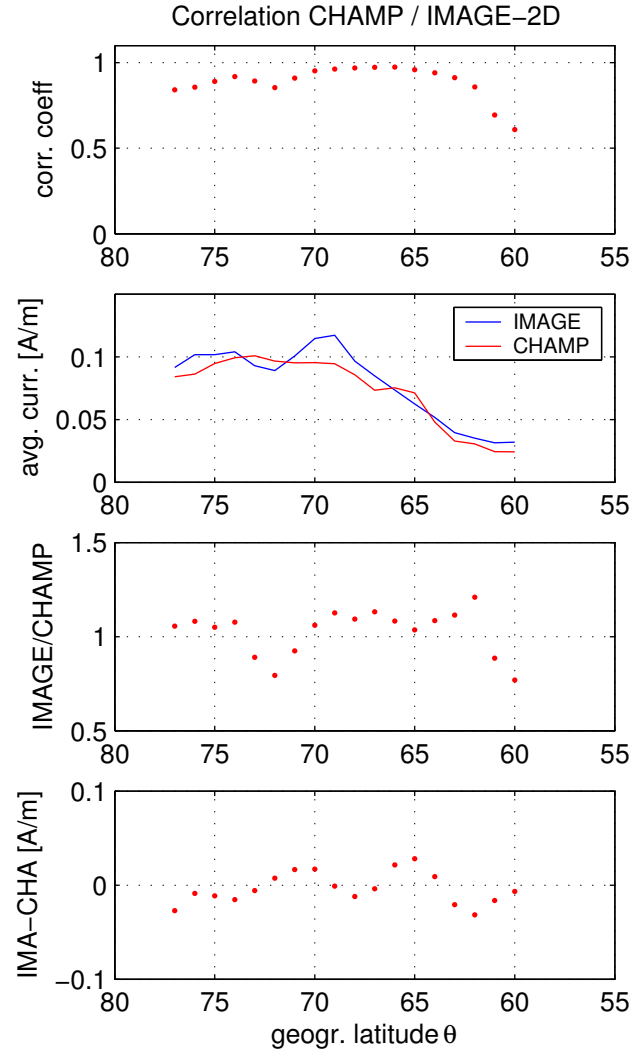 Correlation CHAMP / IMAGE−2D
1
0.5
0
corr. coeff
80 75 70 65 60 55
0.1
0.05
0
avg. curr. [A/m]
IMAGE
CHAMP
80 75 70 65 60 55
1.5
1
0.5
IMAGE/CHAMP
80 75 70 65 60 55
0.1
0
−0.1
IMA−CHA [A/m]
80 75 70 65 60 55
geogr. latitude θ